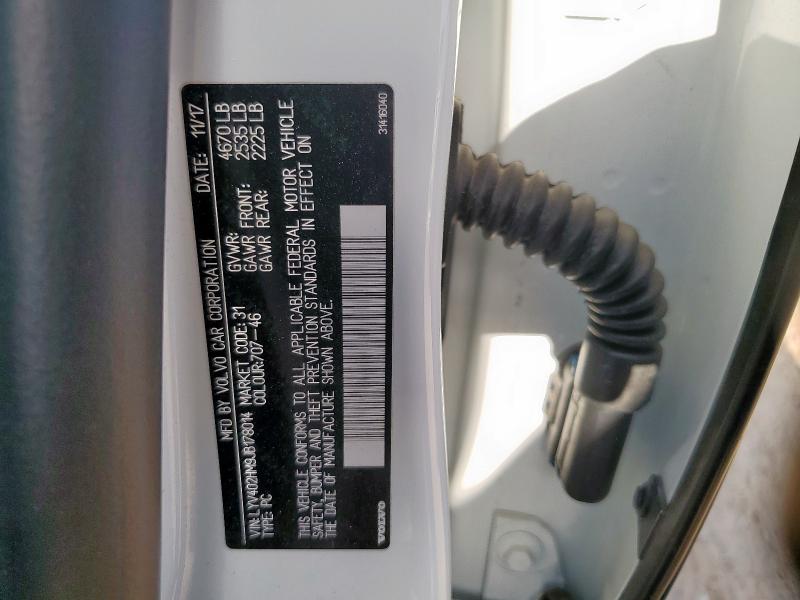 MFD BY VOLVO CAR CORPORATION DATE: 11/17
VIN: LYV402HM9JB178014 MARKET CODE: 31 GVWR: 4670 LB
TYPE: PC COLOUR:707-46 GAWR FRONT: 2535 LB
GAWR REAR: 2225 LB
THIS VEHICLE CONFORMS TO ALL APPLICABLE FEDERAL MOTOR VEHICLE
SAFETY, BUMPER AND THEFT PREVENTION STANDARDS IN EFFECT ON
THE DATE OF MANUFACTURE SHOWN ABOVE.
VOLVO 31416040